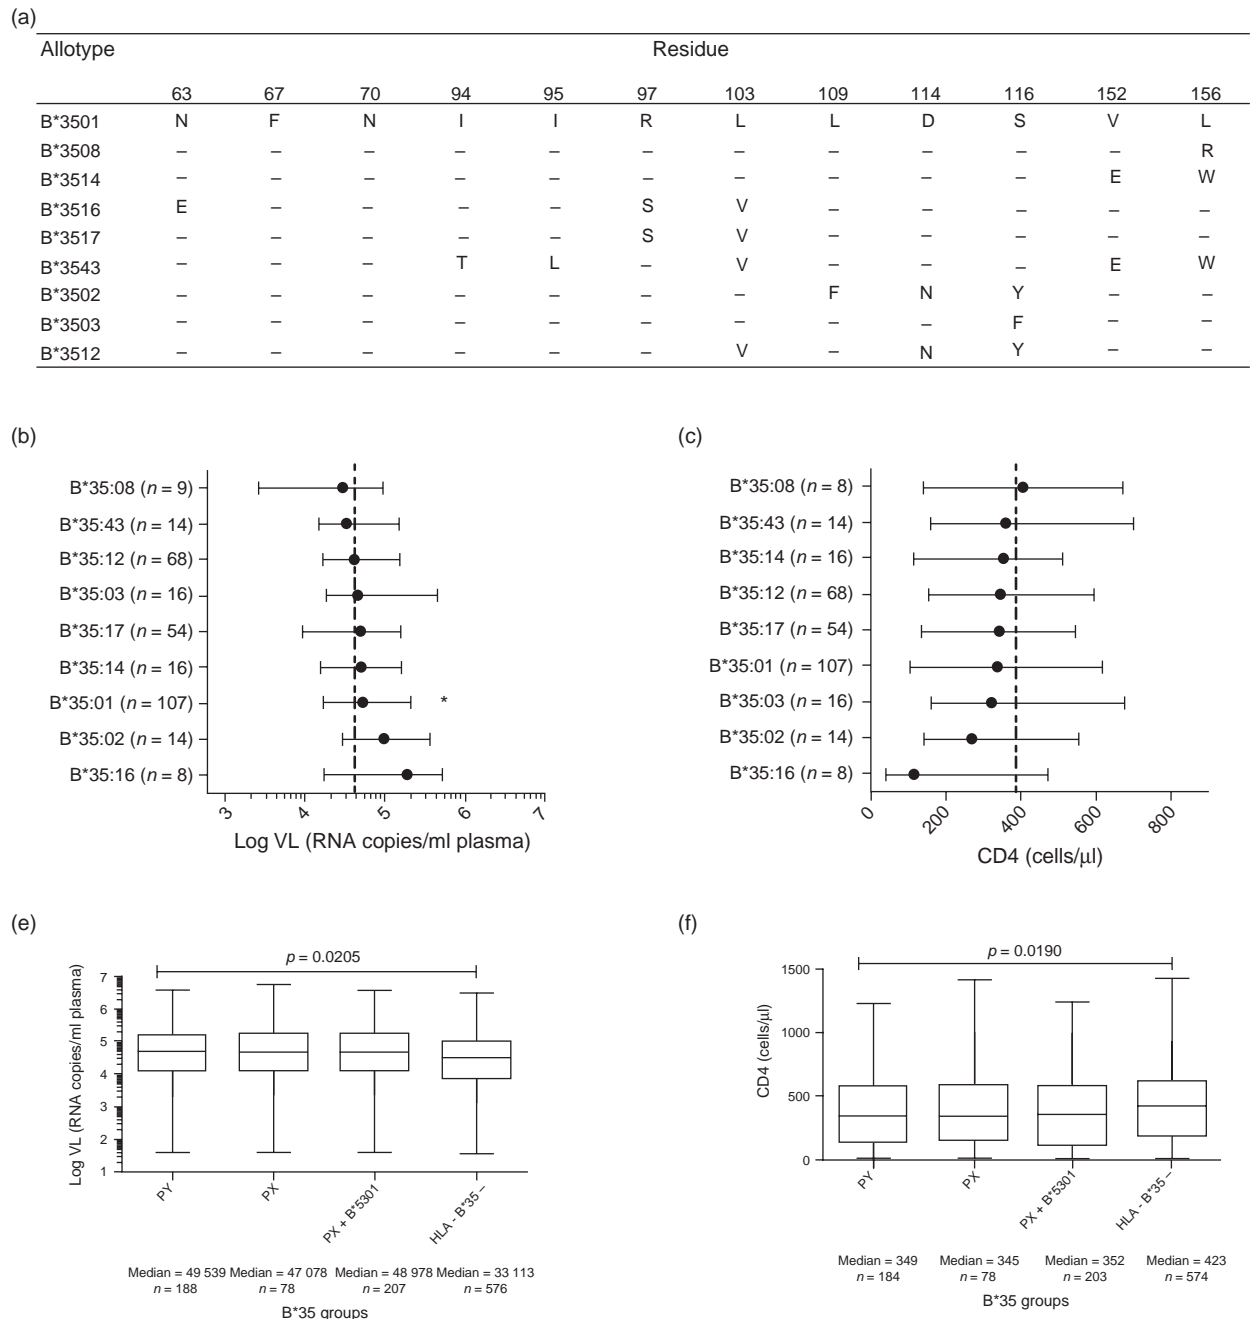 (a)
Allotype Residue
63 67 70 94 95 97 103 109 114 116 152 156
B*3501 N F N I I R L L D S V L
B*3508 – – – – – – – – – – – R
B*3514 – – – – – – – – – – E W
B*3516 E – – – – S V – – – – –
B*3517 – – – – – S V – – – – –
B*3543 – – – T L – V – – – E W
B*3502 – – – – – – – F N Y – –
B*3503 – – – – – – – – – F – –
B*3512 – – – – – – V – N Y – –
(b)
B*35:08 (n = 9)
B*35:43 (n = 14)
B*35:12 (n = 68)
B*35:03 (n = 16)
B*35:17 (n = 54)
B*35:14 (n = 16)
B*35:01 (n = 107) *
B*35:02 (n = 14)
B*35:16 (n = 8)
3 4 5 6 7
Log VL (RNA copies/ml plasma)
(c)
B*35:08 (n = 8)
B*35:43 (n = 14)
B*35:14 (n = 16)
B*35:12 (n = 68)
B*35:17 (n = 54)
B*35:01 (n = 107)
B*35:03 (n = 16)
B*35:02 (n = 14)
B*35:16 (n = 8)
0 200 400 600 800
CD4 (cells/µl)
(e)
p = 0.0205
Log VL (RNA copies/ml plasma)
7
6
5
4
3
2
1
PY PX PX + B*5301 HLA - B*35 –
Median = 49 539 Median = 47 078 Median = 48 978 Median = 33 113
n = 188 n = 78 n = 207 n = 576
B*35 groups
(f)
p = 0.0190
CD4 (cells/µl)
1500
1000
500
0
PY PX PX + B*5301 HLA - B*35 –
Median = 349 Median = 345 Median = 352 Median = 423
n = 184 n = 78 n = 203 n = 574
B*35 groups